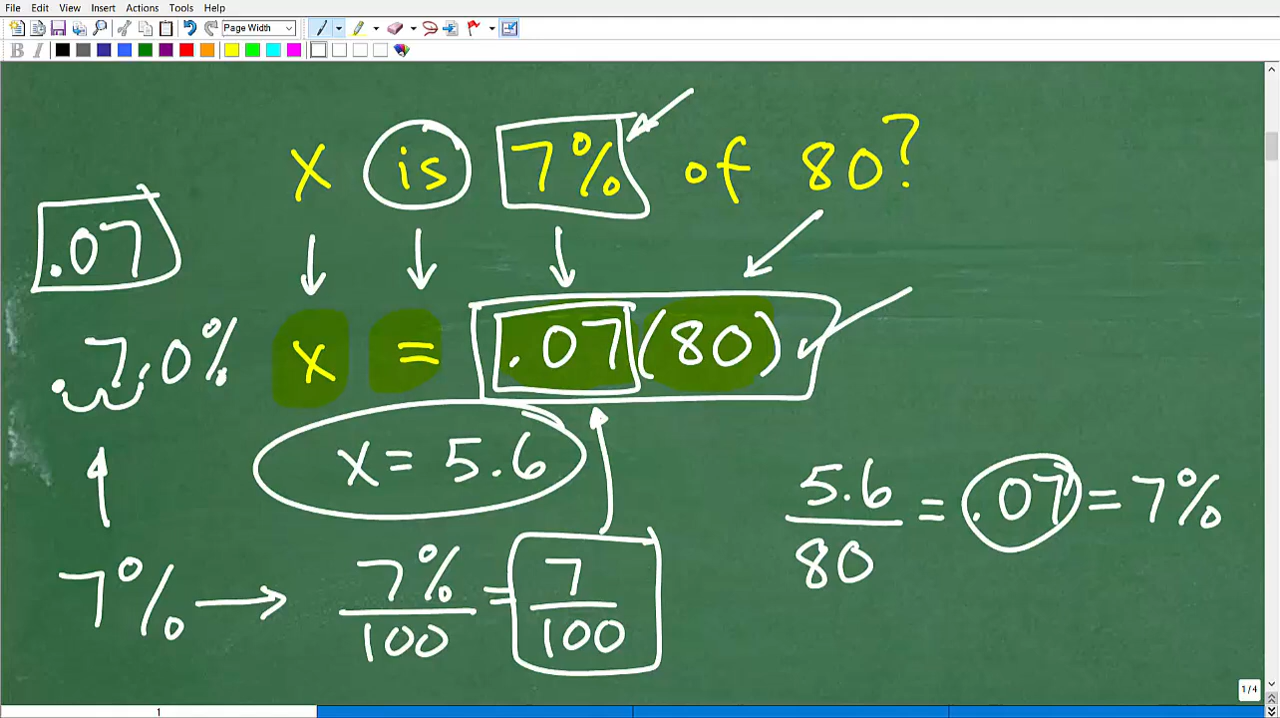 File Edit View Insert Actions Tools Help
Page Width
B I
x is 7% of 80?
.07
x = .07(80)
7.0%
x = 5.6
5.6/80 = .07 = 7%
7% → 7%/100 = 7/100
1/4
1